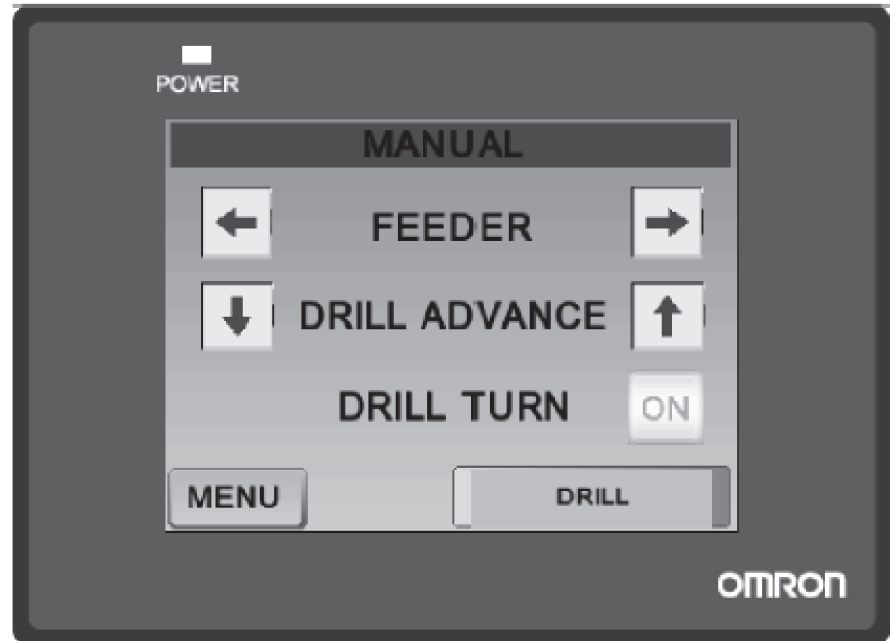 POWER
MANUAL
FEEDER
DRILL ADVANCE
DRILL TURN ON
MENU DRILL
OMRON